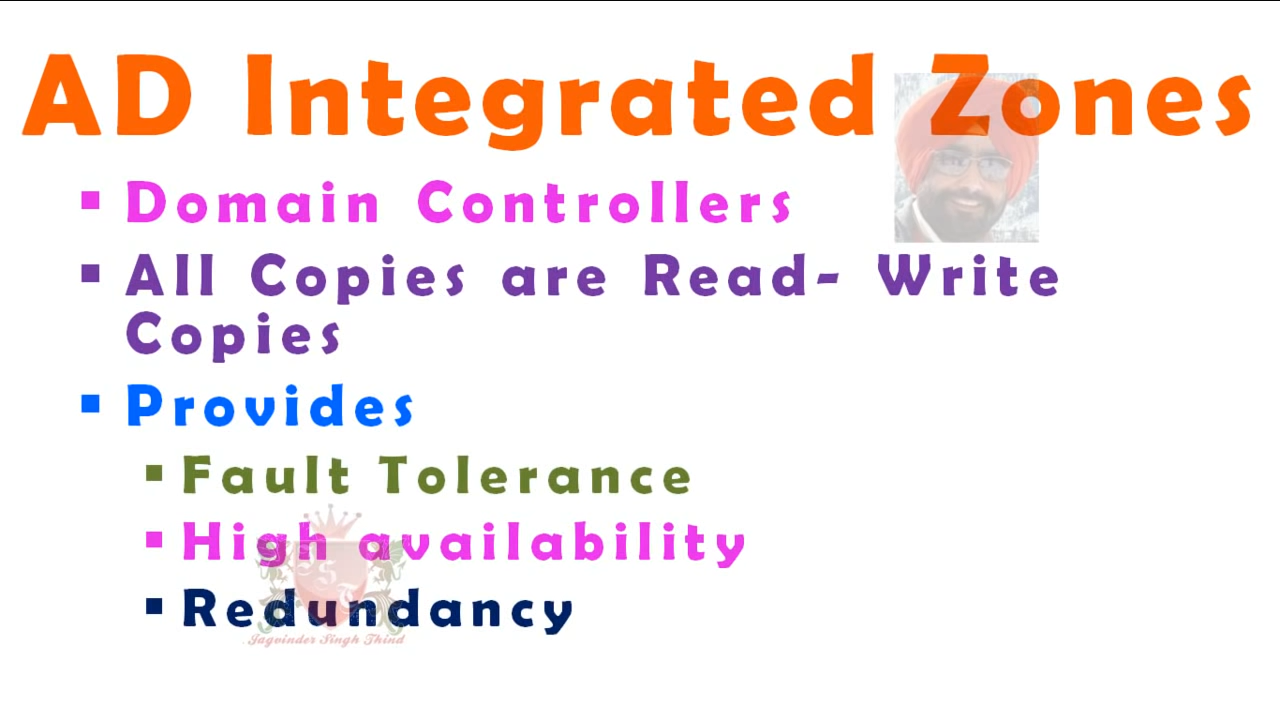 AD Integrated Zones
Domain Controllers
All Copies are Read- Write
Copies
Provides
Fault Tolerance
High availability
Redundancy
Jagvinder Singh Thind